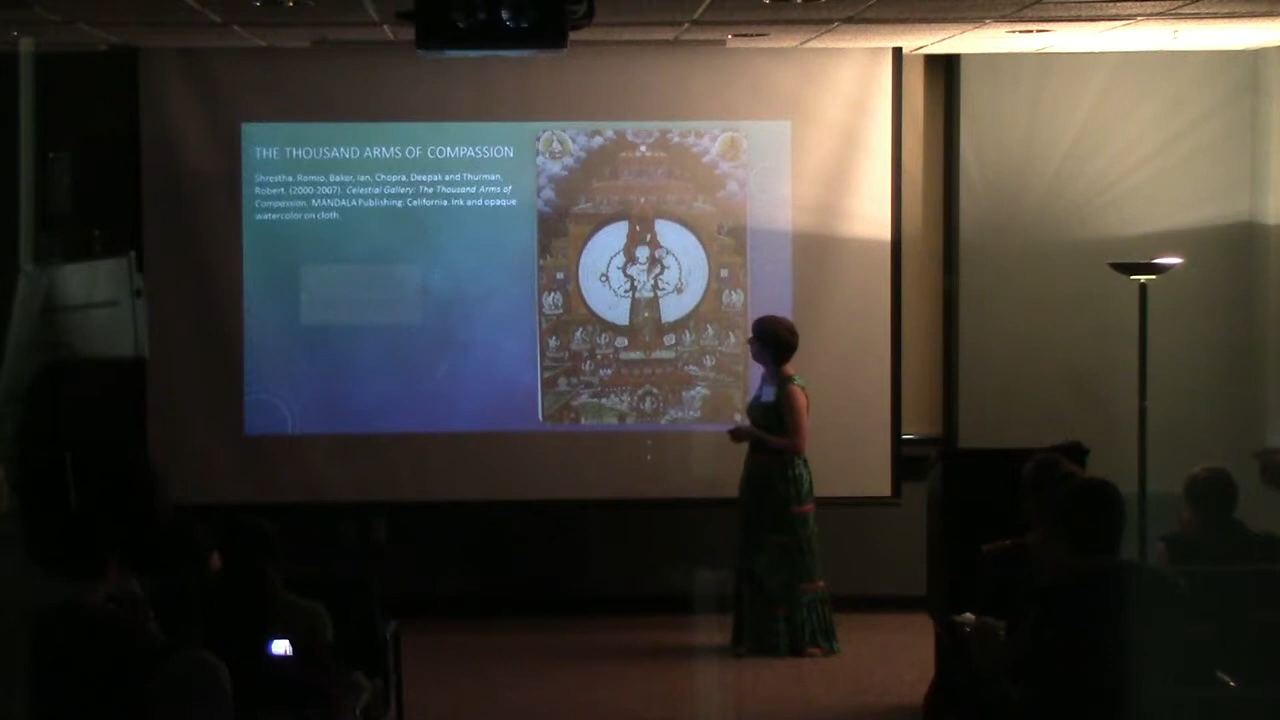 THE THOUSAND ARMS OF COMPASSION
Shrestha, Romio, Baker, Ian, Chopra, Deepak and Thurman,
Robert. (2000-2007). Celestial Gallery: The Thousand Arms of
Compassion. MANDALA Publishing: California. Ink and opaque
watercolor on cloth.